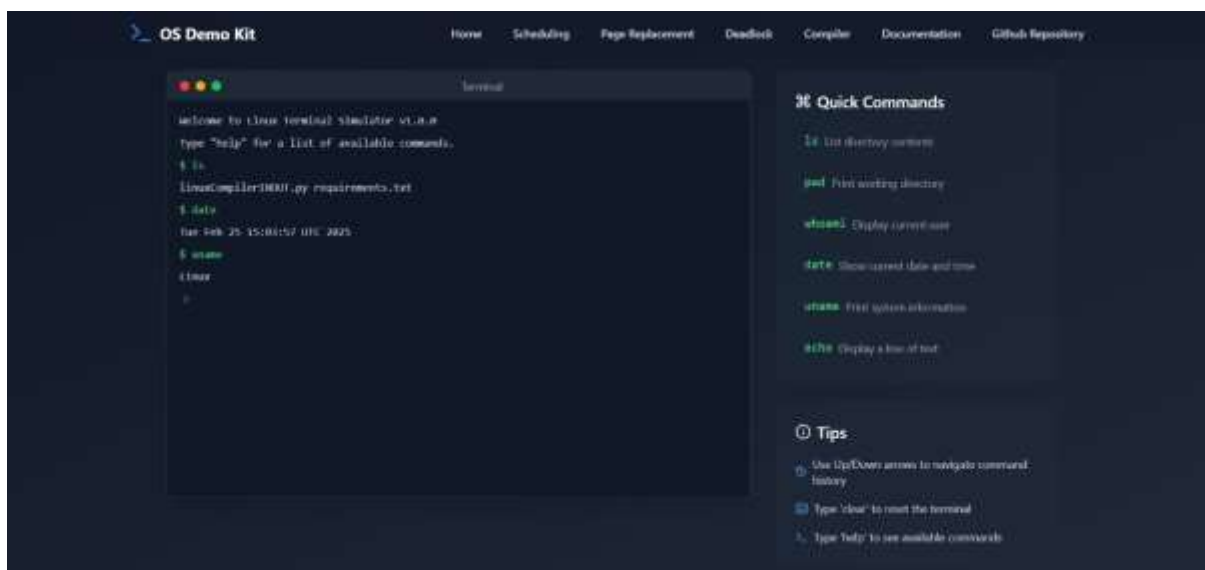 OS Demo Kit
Home Scheduling Page Replacement Deadlock Compiler Documentation Github Repository
Terminal
Welcome to Linux Terminal Simulator v1.0.0
Type "help" for a list of available commands.
$ ls
requirements.txt
$ date
Tue Feb 25 UTC 2025
$ uname
Linux
⌘ Quick Commands
ls List directory contents
pwd Print working directory
whoami Display current user
date Show current date and time
uname Print system information
echo Display a line of text
Tips
Use Up/Down arrows to navigate command
history
Type 'clear' to reset the terminal
Type 'help' to see available commands